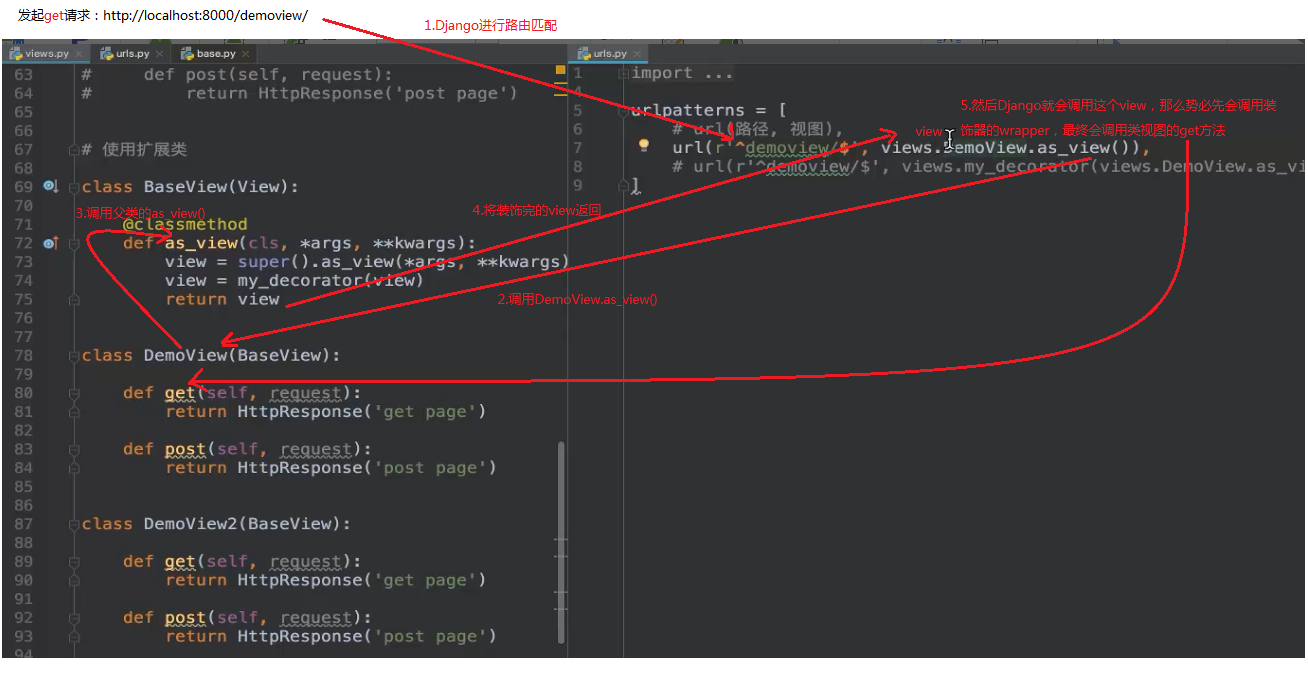 发起get请求：http://localhost:8000/demoview/
1.Django进行路由匹配
views.py × urls.py × base.py ×
63 #     def post(self, request):
64 #         return HttpResponse('post page')
65
66
67 # 使用扩展类
68
69 class BaseView(View):
70
3.调用父类的as_view()
71     @classmethod
72     def as_view(cls, *args, **kwargs):
73         view = super().as_view(*args, **kwargs)
74         view = my_decorator(view)
75         return view
76
77
78 class DemoView(BaseView):
79
80     def get(self, request):
81         return HttpResponse('get page')
82
83     def post(self, request):
84         return HttpResponse('post page')
85
86
87 class DemoView2(BaseView):
88
89     def get(self, request):
90         return HttpResponse('get page')
91
92     def post(self, request):
93         return HttpResponse('post page')
94
4.将装饰完的view返回
2.调用DemoView.as_view()
urls.py ×
1 import ...
4
5 urlpatterns = [
6     # url(路径, 视图),
7     url(r'^demoview/$', views.DemoView.as_view()),
8     # url(r'^demoview/$', views.my_decorator(views.DemoView.as_vi
9 ]
view
5.然后Django就会调用这个view，那么势必先会调用装
饰器的wrapper，最终会调用类视图的get方法